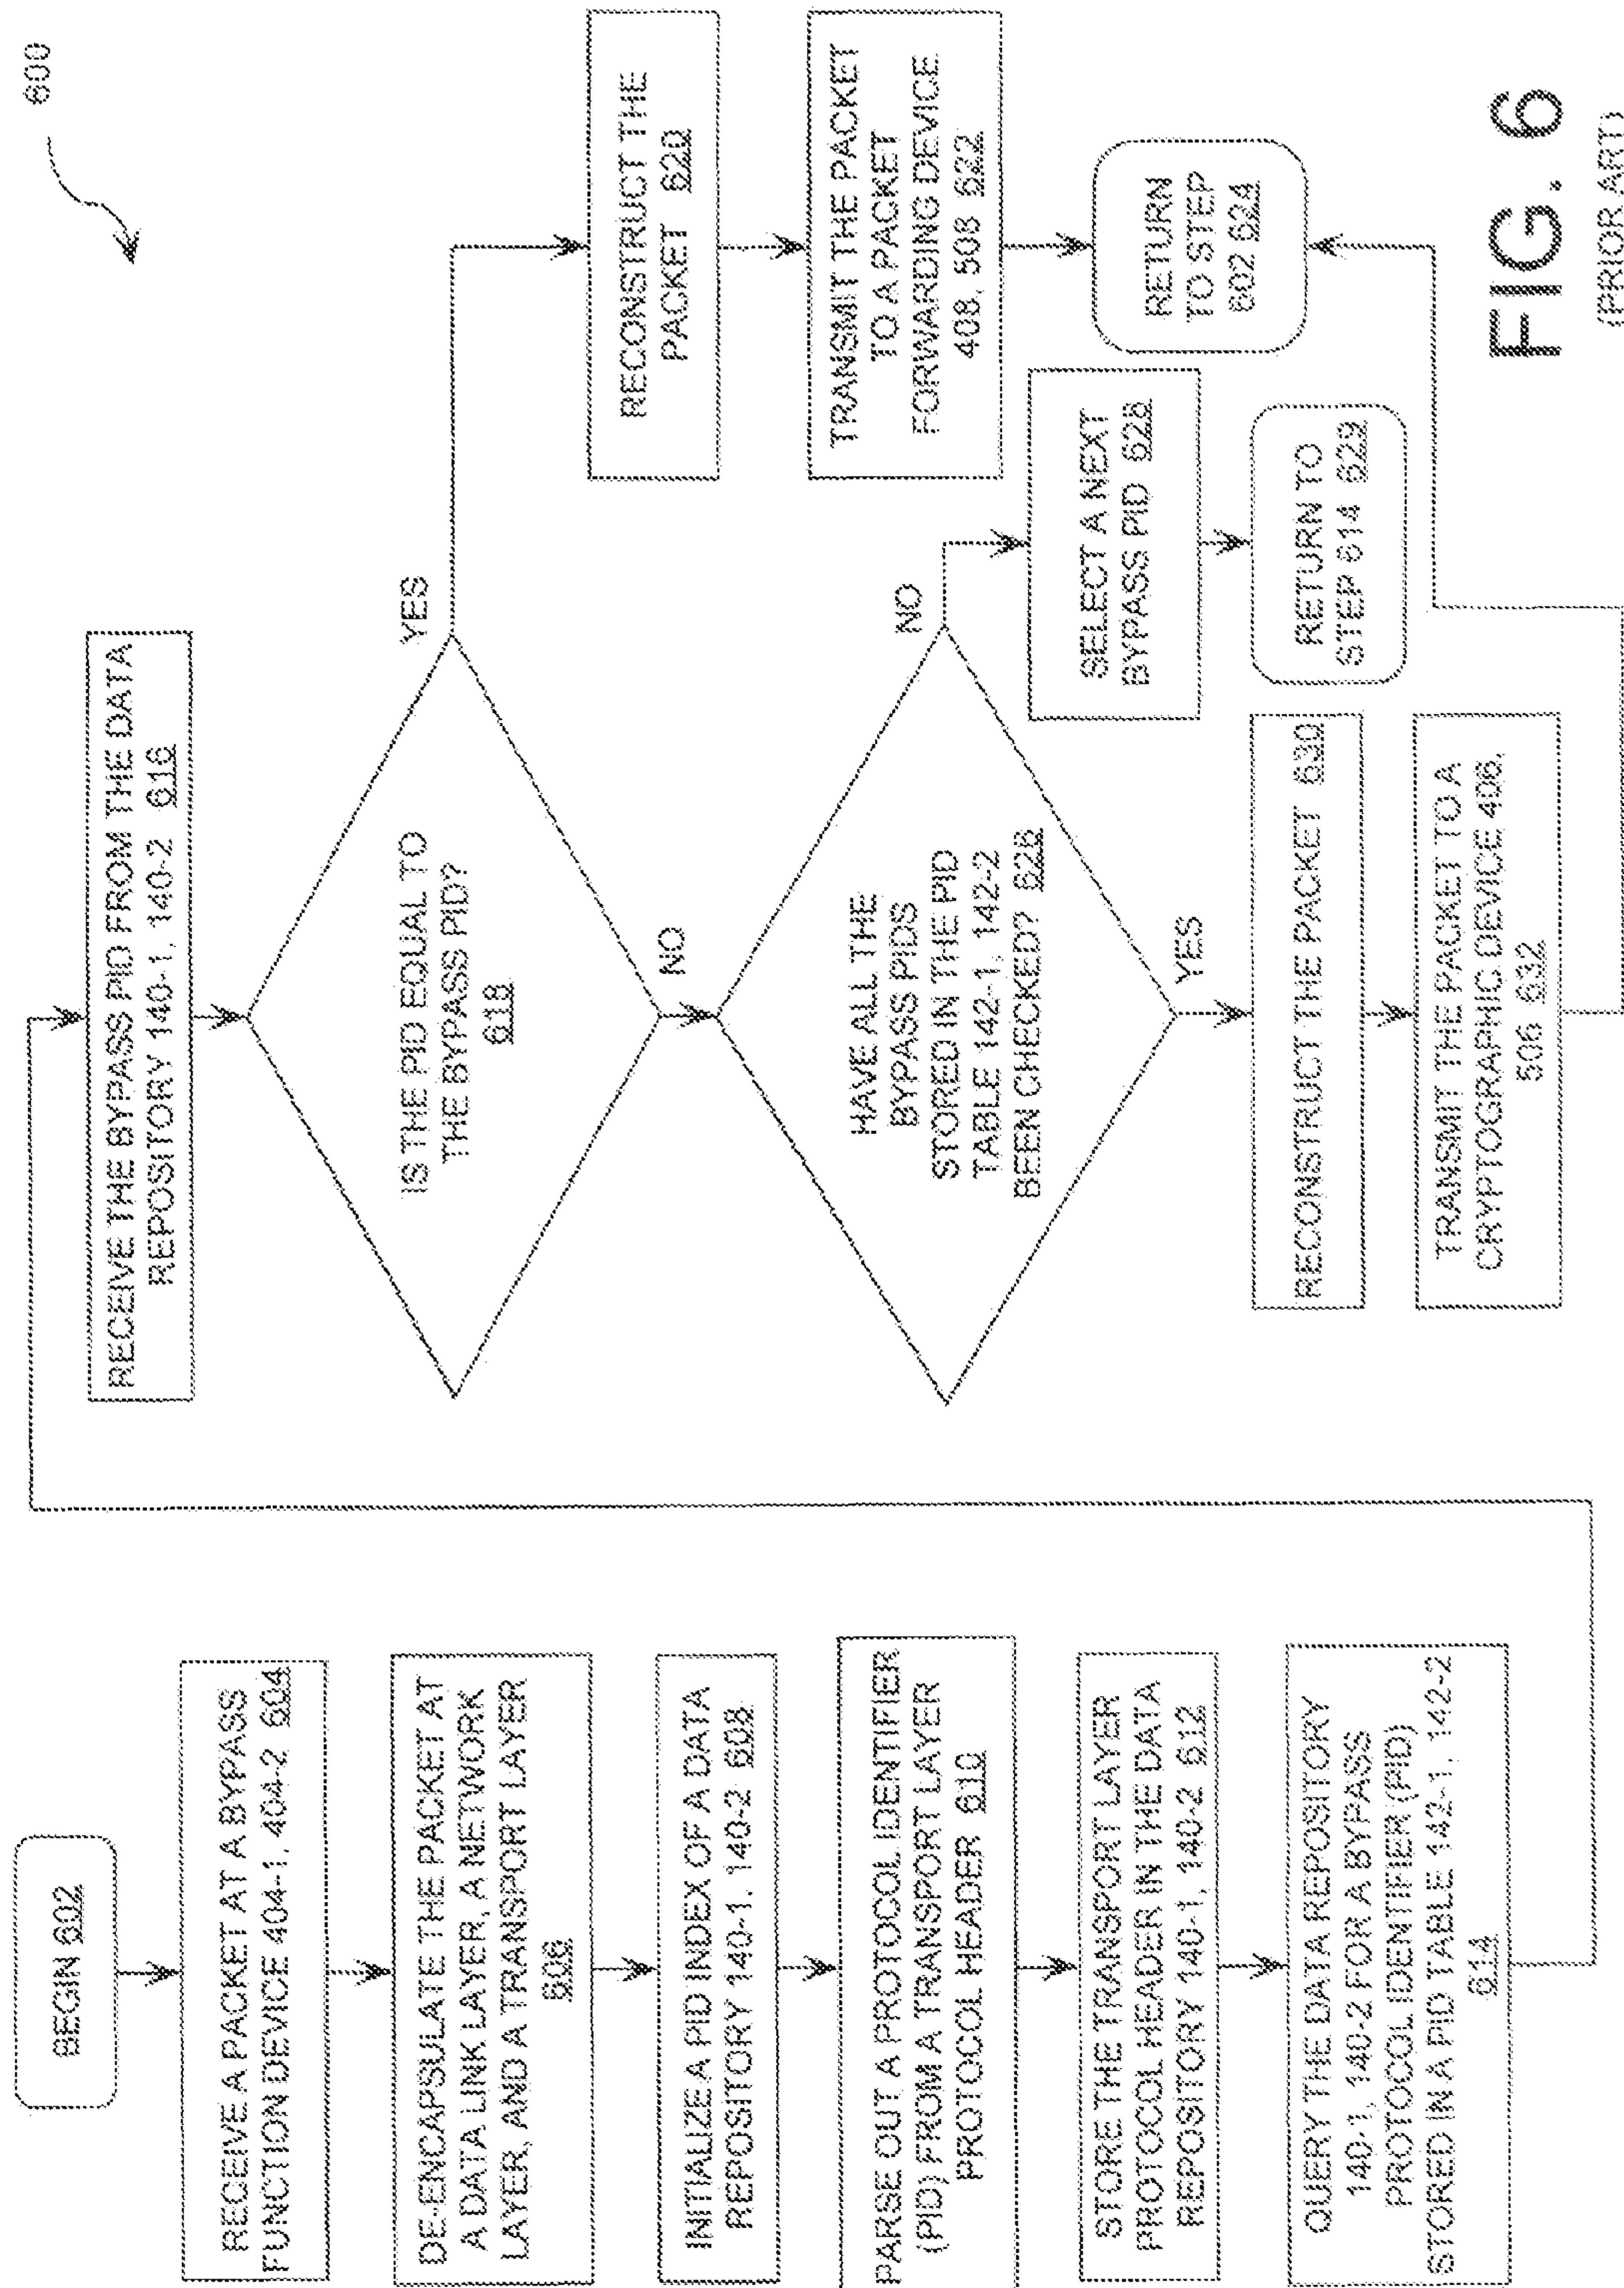 600
BEGIN 602
RECEIVE A PACKET AT A BYPASS
FUNCTION DEVICE 404-1, 404-2 604
DE-ENCAPSULATE THE PACKET AT
A DATA LINK LAYER, A NETWORK
LAYER, AND A TRANSPORT LAYER
606
INITIALIZE A PID INDEX OF A DATA
REPOSITORY 140-1, 140-2 608
PARSE OUT A PROTOCOL IDENTIFIER
(PID) FROM A TRANSPORT LAYER
PROTOCOL HEADER 610
STORE THE TRANSPORT LAYER
PROTOCOL HEADER IN THE DATA
REPOSITORY 140-1, 140-2 612
QUERY THE DATA REPOSITORY
140-1, 140-2 FOR A BYPASS
PROTOCOL IDENTIFIER (PID)
STORED IN A PID TABLE 142-1, 142-2
614
RECEIVE THE BYPASS PID FROM THE DATA
REPOSITORY 140-1, 140-2 616
IS THE PID EQUAL TO
THE BYPASS PID?
618
YES
NO
RECONSTRUCT THE
PACKET 620
TRANSMIT THE PACKET
TO A PACKET
FORWARDING DEVICE
408, 508 622
RETURN
TO STEP
602 624
HAVE ALL THE
BYPASS PIDS
STORED IN THE PID
TABLE 142-1, 142-2
BEEN CHECKED? 626
NO
YES
SELECT A NEXT
BYPASS PID 628
RETURN TO
STEP 614 629
RECONSTRUCT THE PACKET 630
TRANSMIT THE PACKET TO A
CRYPTOGRAPHIC DEVICE 406,
506 632
FIG. 6
(PRIOR ART)